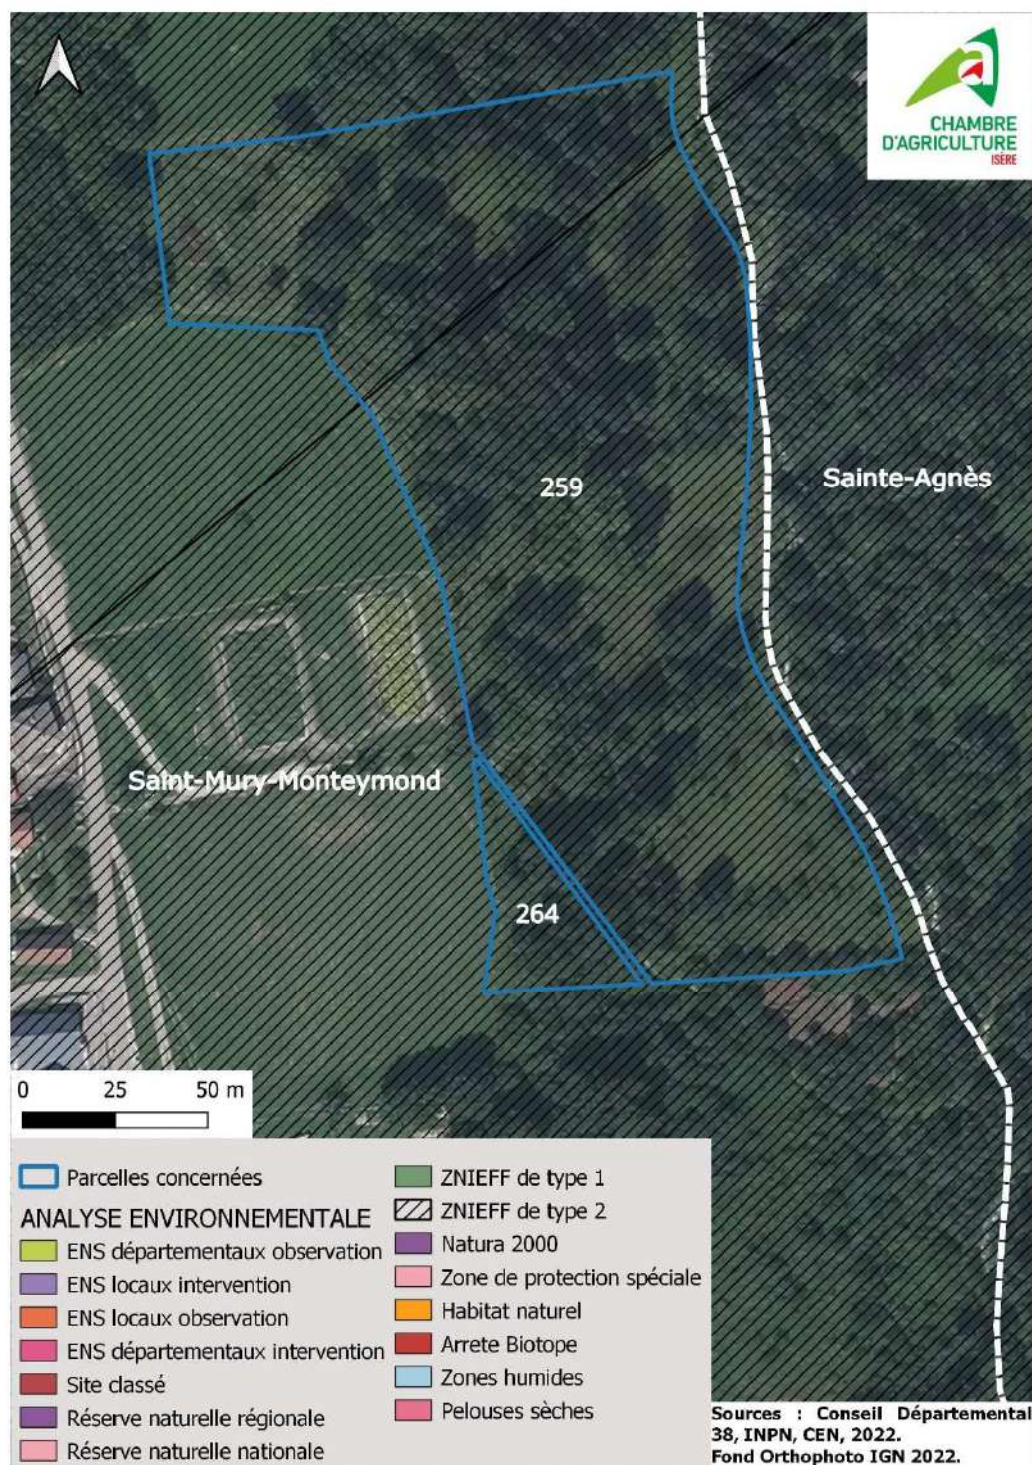 CHAMBRE
D'AGRICULTURE
ISÈRE
259
Sainte-Agnès
Saint-Mury-Monteymond
264
0 25 50 m
Parcelles concernées
ANALYSE ENVIRONNEMENTALE
ENS départementaux observation
ENS locaux intervention
ENS locaux observation
ENS départementaux intervention
Site classé
Réserve naturelle régionale
Réserve naturelle nationale
ZNIEFF de type 1
ZNIEFF de type 2
Natura 2000
Zone de protection spéciale
Habitat naturel
Arrete Biotope
Zones humides
Pelouses sèches
Sources : Conseil Départemental
38, INPN, CEN, 2022.
Fond Orthophoto IGN 2022.